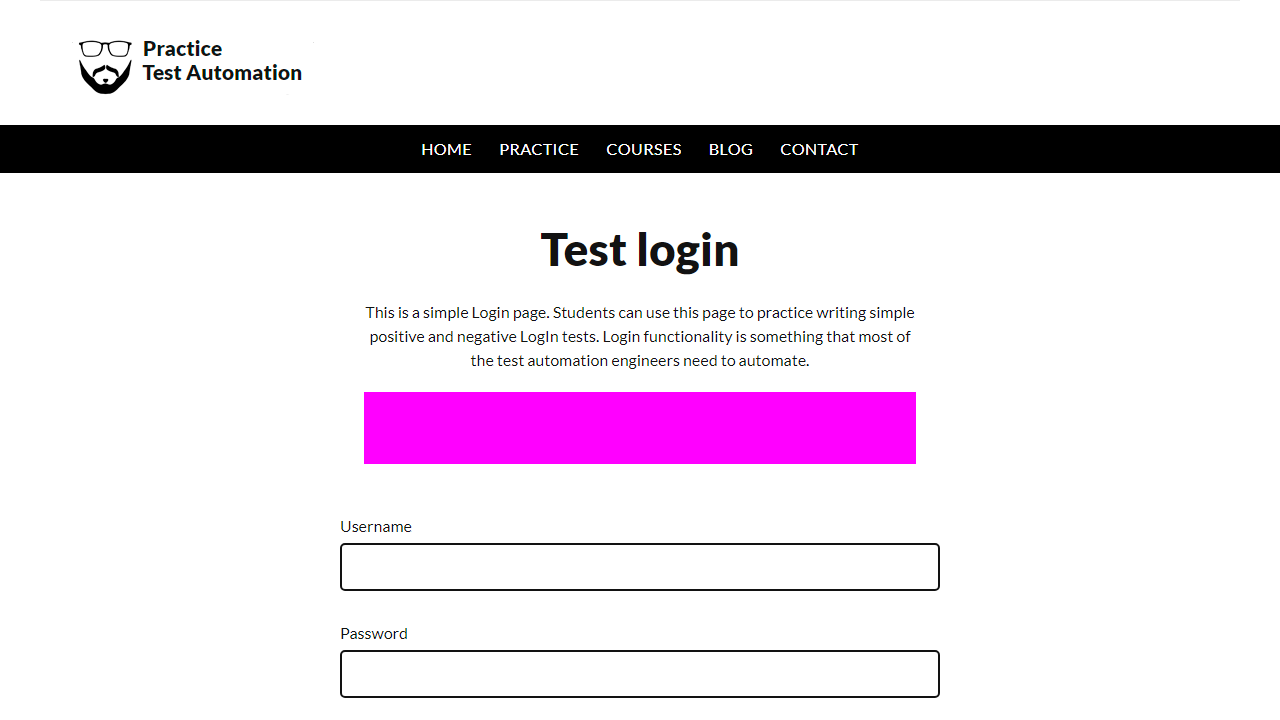 Practice
Test Automation
HOME PRACTICE COURSES BLOG CONTACT
Test login
This is a simple Login page. Students can use this page to practice writing simple
positive and negative LogIn tests. Login functionality is something that most of
the test automation engineers need to automate.
Username
Password